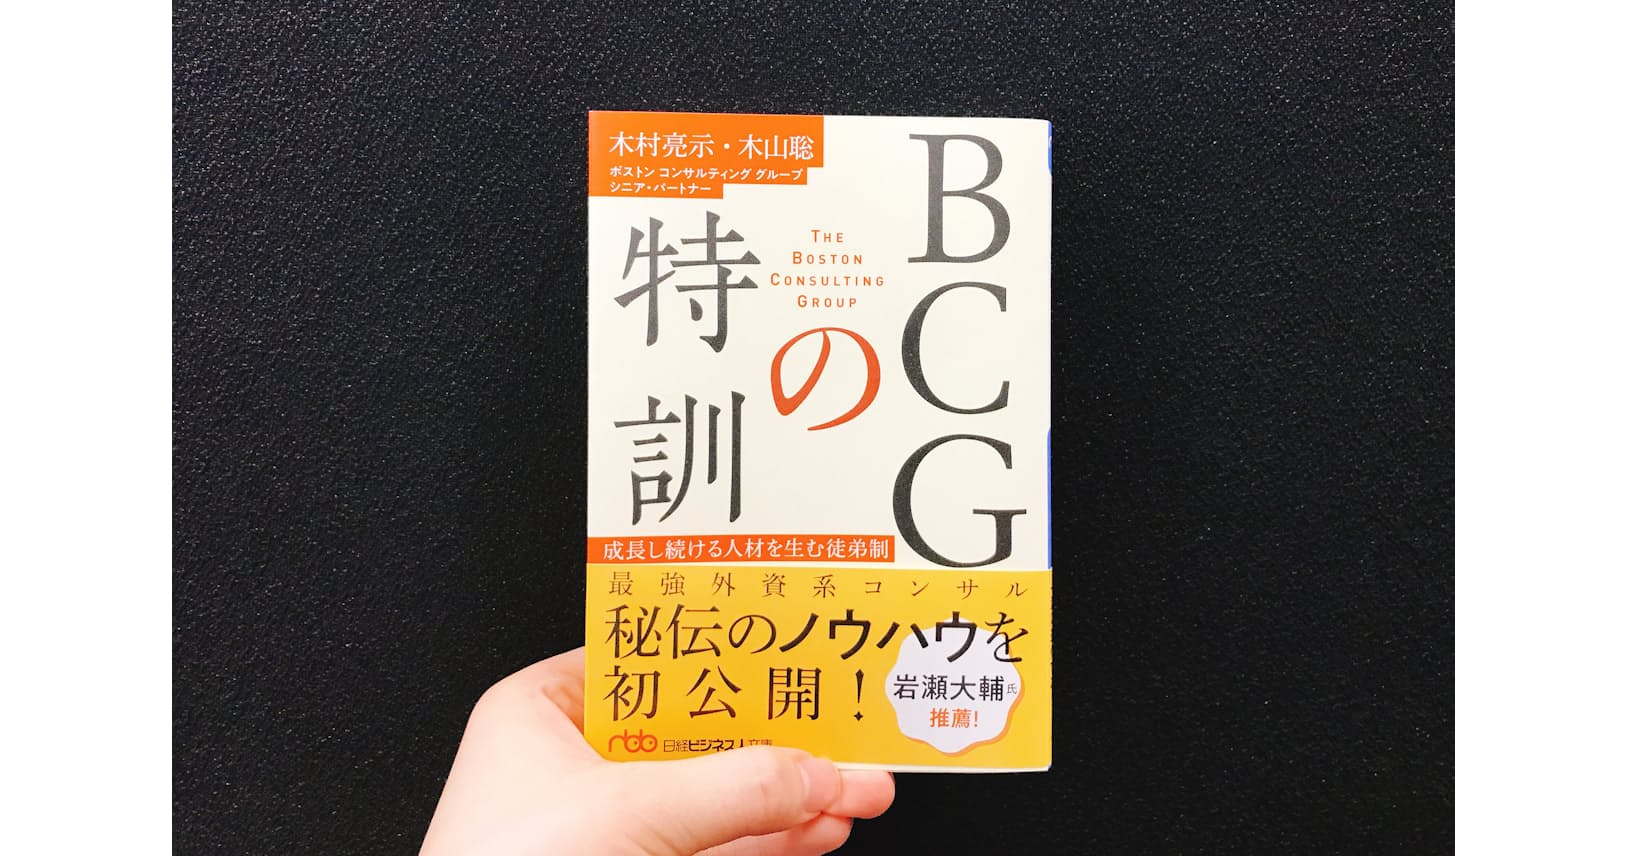 木村亮示・木山聡
ボストン コンサルティング グループ
シニア・パートナー
BCG
の
特訓
THE
BOSTON
CONSULTING
GROUP
成長し続ける人材を生む徒弟制
最強外資系コンサル
秘伝のノウハウを
初公開！
岩瀬大輔氏
推薦！
nbb 日経ビジネス人文庫